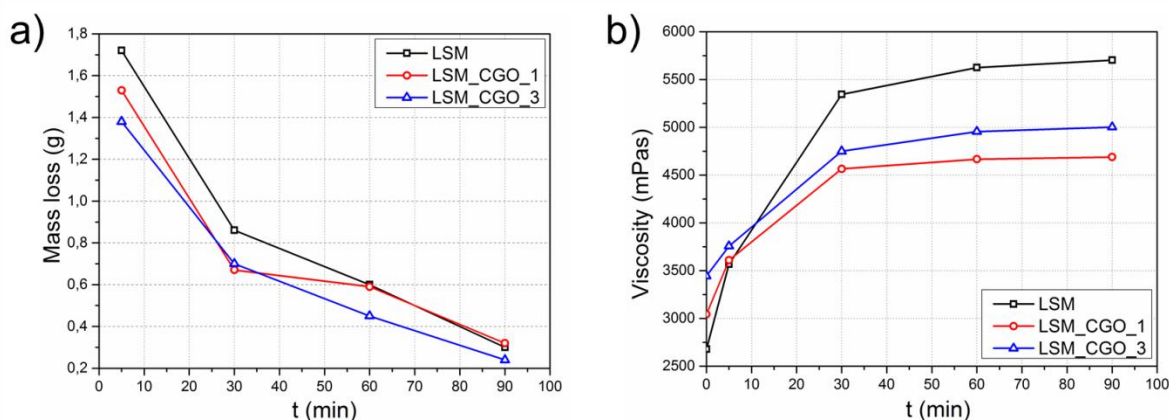 a)
Mass loss (g)
1,8
1,6
1,4
1,2
1,0
0,8
0,6
0,4
0,2
LSM
LSM_CGO_1
LSM_CGO_3
0 10 20 30 40 50 60 70 80 90 100
t (min)
b)
Viscosity (mPas)
6000
5500
5000
4500
4000
3500
3000
2500
LSM
LSM_CGO_1
LSM_CGO_3
0 10 20 30 40 50 60 70 80 90 100
t (min)